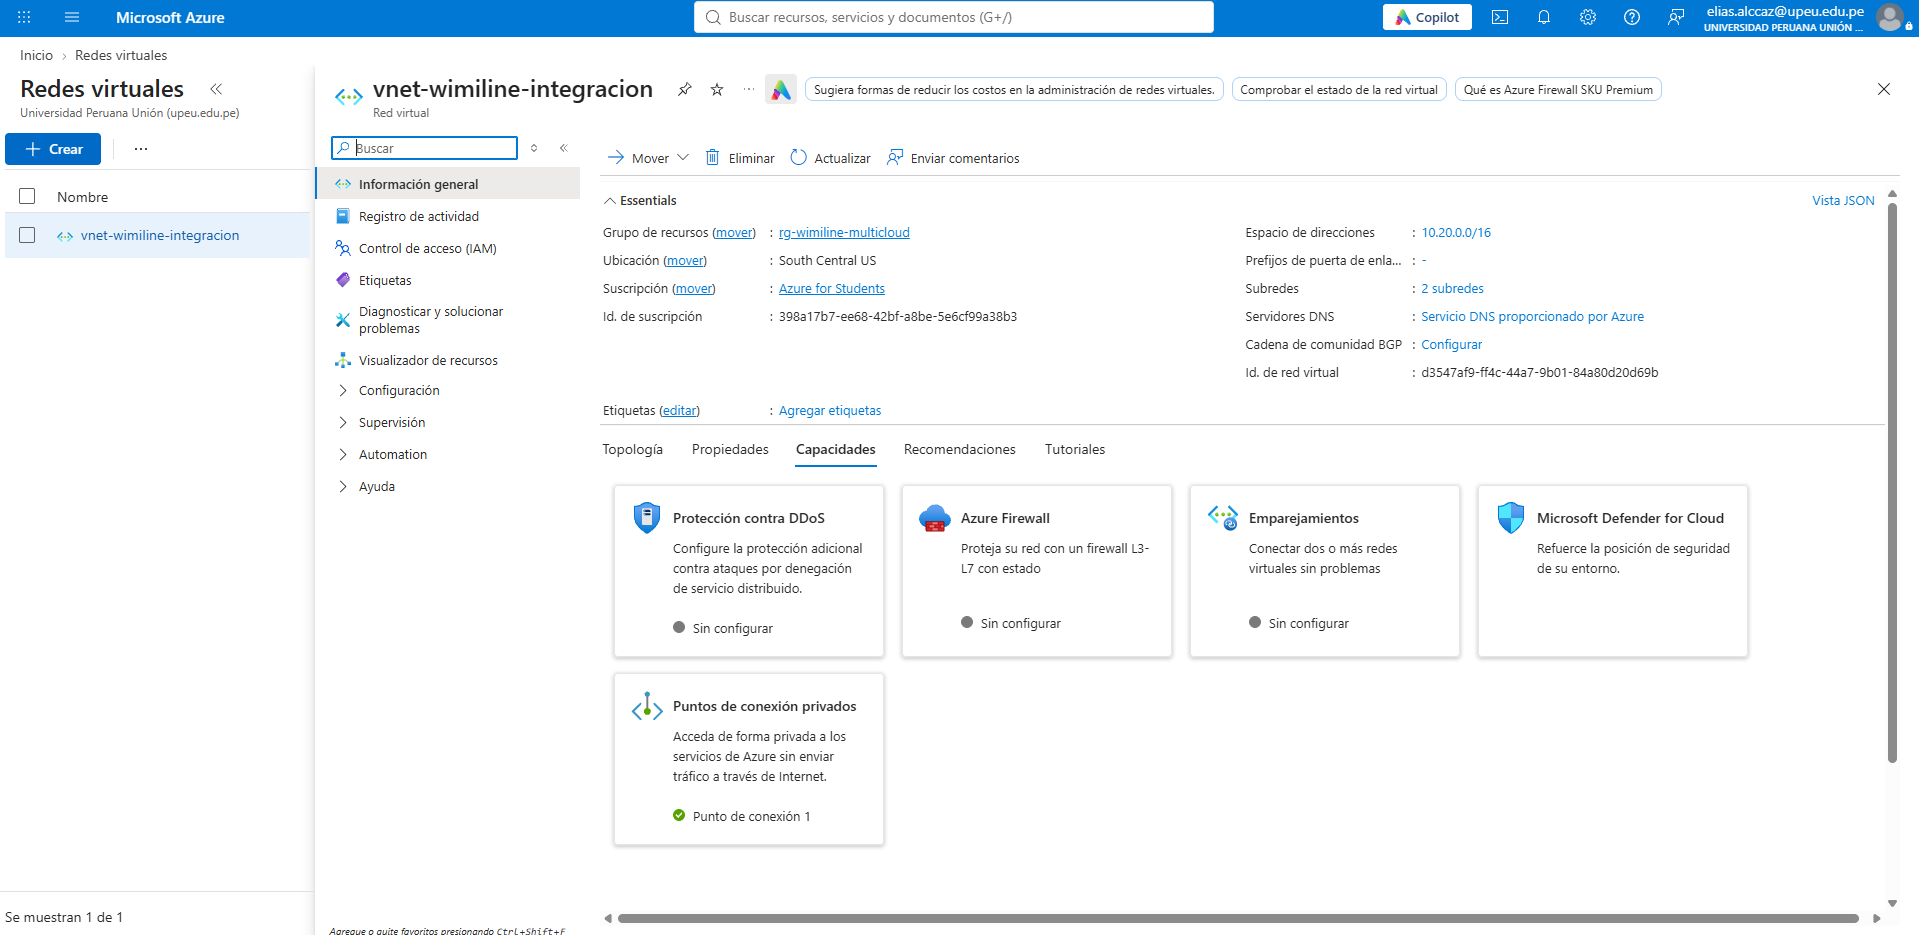 Microsoft Azure
Buscar recursos, servicios y documentos (G+/)
Copilot
elias.alccaz@upeu.edu.pe
UNIVERSIDAD PERUANA UNIÓN ...
Inicio > Redes virtuales
Redes virtuales
Universidad Peruana Unión (upeu.edu.pe)
Crear
Nombre
vnet-wimiline-integracion
Se muestran 1 de 1
vnet-wimiline-integracion
Red virtual
Sugiera formas de reducir los costos en la administración de redes virtuales.
Comprobar el estado de la red virtual
Qué es Azure Firewall SKU Premium
Buscar
Información general
Registro de actividad
Control de acceso (IAM)
Etiquetas
Diagnosticar y solucionar
problemas
Visualizador de recursos
Configuración
Supervisión
Automation
Ayuda
Agregue o quite favoritos presionando Ctrl+Shift+F
Mover
Eliminar
Actualizar
Enviar comentarios
Essentials
Vista JSON
Grupo de recursos (mover) : rg-wimiline-multicloud
Ubicación (mover) : South Central US
Suscripción (mover) : Azure for Students
Id. de suscripción : 398a17b7-ee68-42bf-a8be-5e6cf99a38b3
Espacio de direcciones : 10.20.0.0/16
Prefijos de puerta de enla... : -
Subredes : 2 subredes
Servidores DNS : Servicio DNS proporcionado por Azure
Cadena de comunidad BGP : Configurar
Id. de red virtual : d3547af9-ff4c-44a7-9b01-84a80d20d69b
Etiquetas (editar) : Agregar etiquetas
Topología
Propiedades
Capacidades
Recomendaciones
Tutoriales
Protección contra DDoS
Configure la protección adicional
contra ataques por denegación
de servicio distribuido.
Sin configurar
Azure Firewall
Proteja su red con un firewall L3-
L7 con estado
Sin configurar
Emparejamientos
Conectar dos o más redes
virtuales sin problemas
Sin configurar
Microsoft Defender for Cloud
Refuerce la posición de seguridad
de su entorno.
Puntos de conexión privados
Acceda de forma privada a los
servicios de Azure sin enviar
tráfico a través de Internet.
Punto de conexión 1